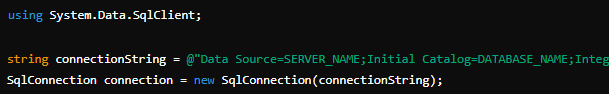 using System.Data.SqlClient;
string connectionString = @"Data Source=SERVER_NAME;Initial Catalog=DATABASE_NAME;Integ
SqlConnection connection = new SqlConnection(connectionString);